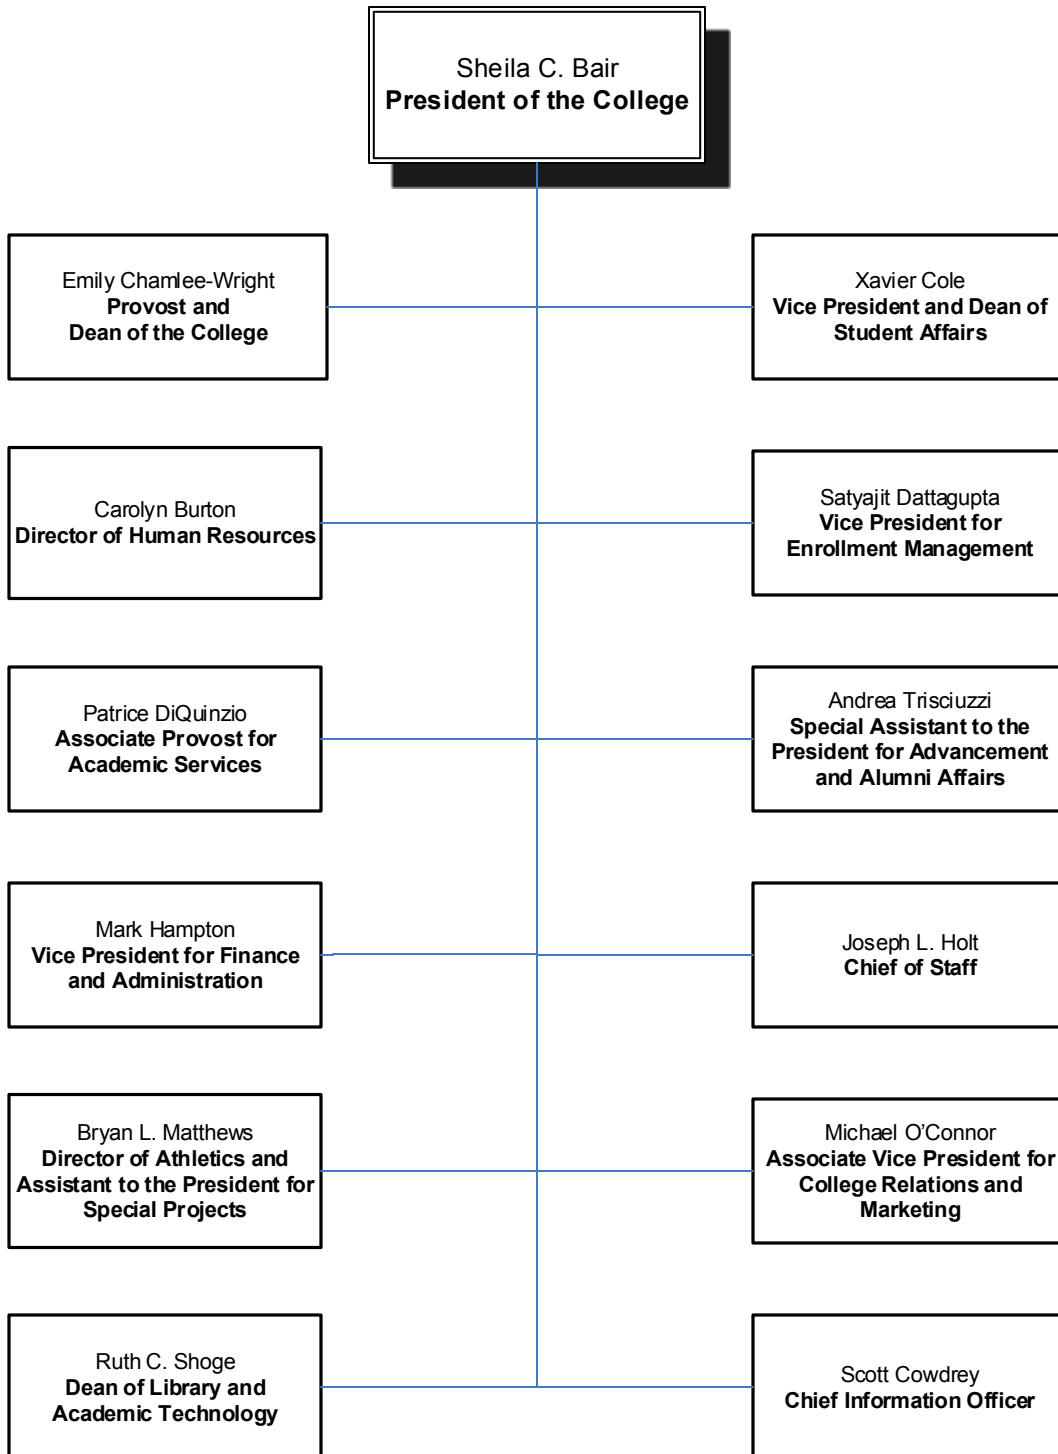 Sheila C. Bair
President of the College
Emily Chamlee-Wright
Provost and
Dean of the College
Xavier Cole
Vice President and Dean of
Student Affairs
Carolyn Burton
Director of Human Resources
Satyajit Dattagupta
Vice President for
Enrollment Management
Patrice DiQuinzio
Associate Provost for
Academic Services
Andrea Trisciuzzi
Special Assistant to the
President for Advancement
and Alumni Affairs
Mark Hampton
Vice President for Finance
and Administration
Joseph L. Holt
Chief of Staff
Bryan L. Matthews
Director of Athletics and
Assistant to the President for
Special Projects
Michael O’Connor
Associate Vice President for
College Relations and
Marketing
Ruth C. Shoge
Dean of Library and
Academic Technology
Scott Cowdrey
Chief Information Officer